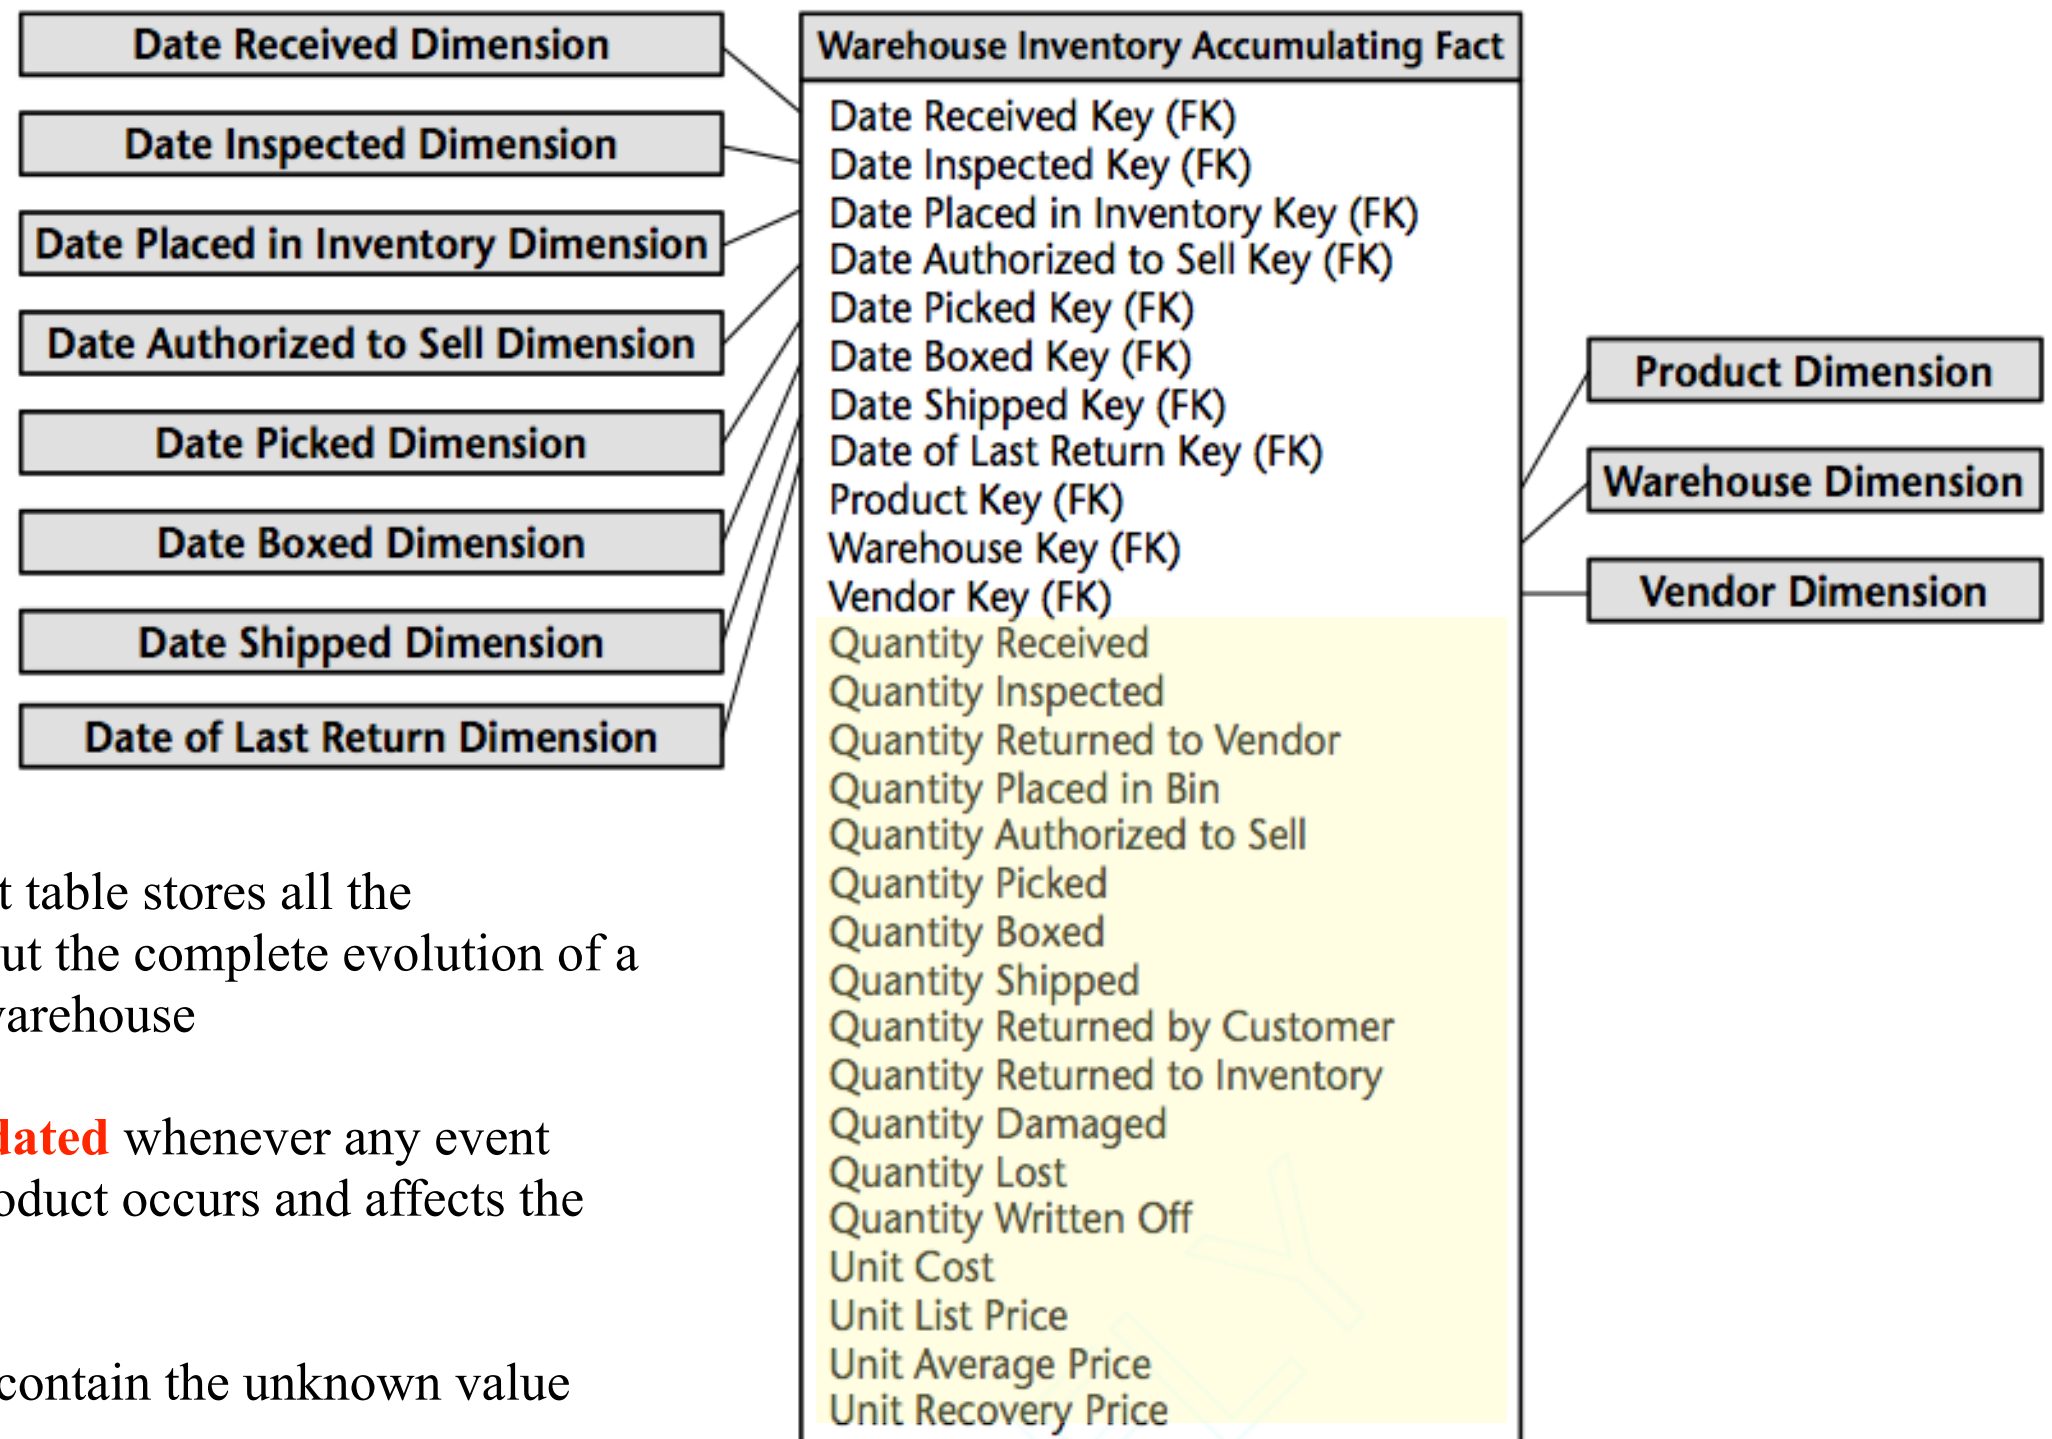 Date Received Dimension
Date Inspected Dimension
Date Placed in Inventory Dimension
Date Authorized to Sell Dimension
Date Picked Dimension
Date Boxed Dimension
Date Shipped Dimension
Date of Last Return Dimension
Warehouse Inventory Accumulating Fact
Date Received Key (FK)
Date Inspected Key (FK)
Date Placed in Inventory Key (FK)
Date Authorized to Sell Key (FK)
Date Picked Key (FK)
Date Boxed Key (FK)
Date Shipped Key (FK)
Date of Last Return Key (FK)
Product Key (FK)
Warehouse Key (FK)
Vendor Key (FK)
Quantity Received
Quantity Inspected
Quantity Returned to Vendor
Quantity Placed in Bin
Quantity Authorized to Sell
Quantity Picked
Quantity Boxed
Quantity Shipped
Quantity Returned by Customer
Quantity Returned to Inventory
Quantity Damaged
Quantity Lost
Quantity Written Off
Unit Cost
Unit List Price
Unit Average Price
Unit Recovery Price
Product Dimension
Warehouse Dimension
Vendor Dimension
t table stores all the
ut the complete evolution of a
arehouse
dated whenever any event
oduct occurs and affects the
contain the unknown value